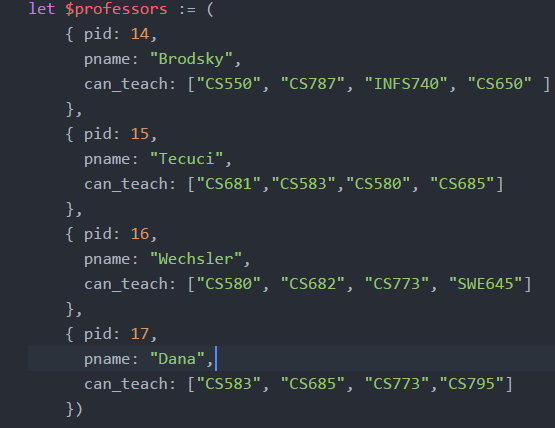 let $professors := (
{ pid: 14,
pname: "Brodsky",
can_teach: ["CS550", "CS787", "INFS740", "CS650" ]
},
{ pid: 15,
pname: "Tecuci",
can_teach: ["CS681","CS583","CS580", "CS685"]
},
{ pid: 16,
pname: "Wechsler",
can_teach: ["CS580", "CS682", "CS773", "SWE645"]
},
{ pid: 17,
pname: "Dana",
can_teach: ["CS583", "CS685", "CS773","CS795"]
})